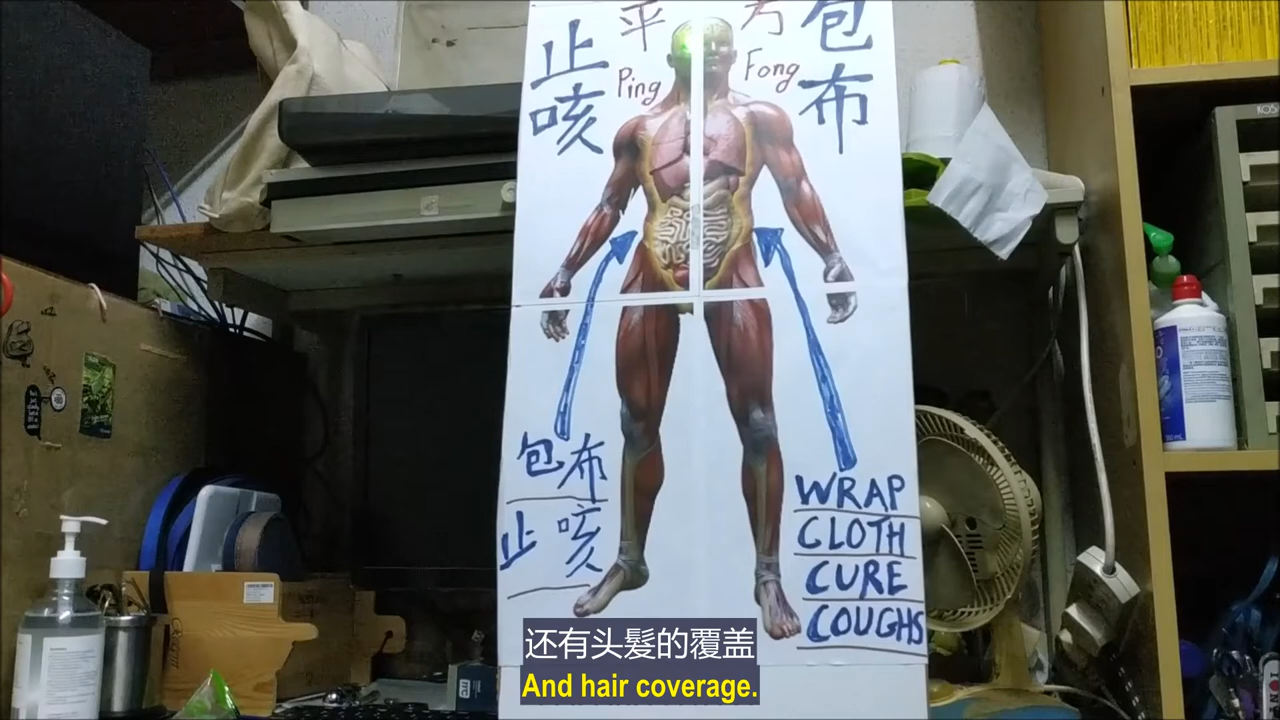 平 方
止咳
包布
Ping
Fong
包布
止咳
WRAP
CLOTH
CURE
COUGHS
还有头髮的覆盖
And hair coverage.